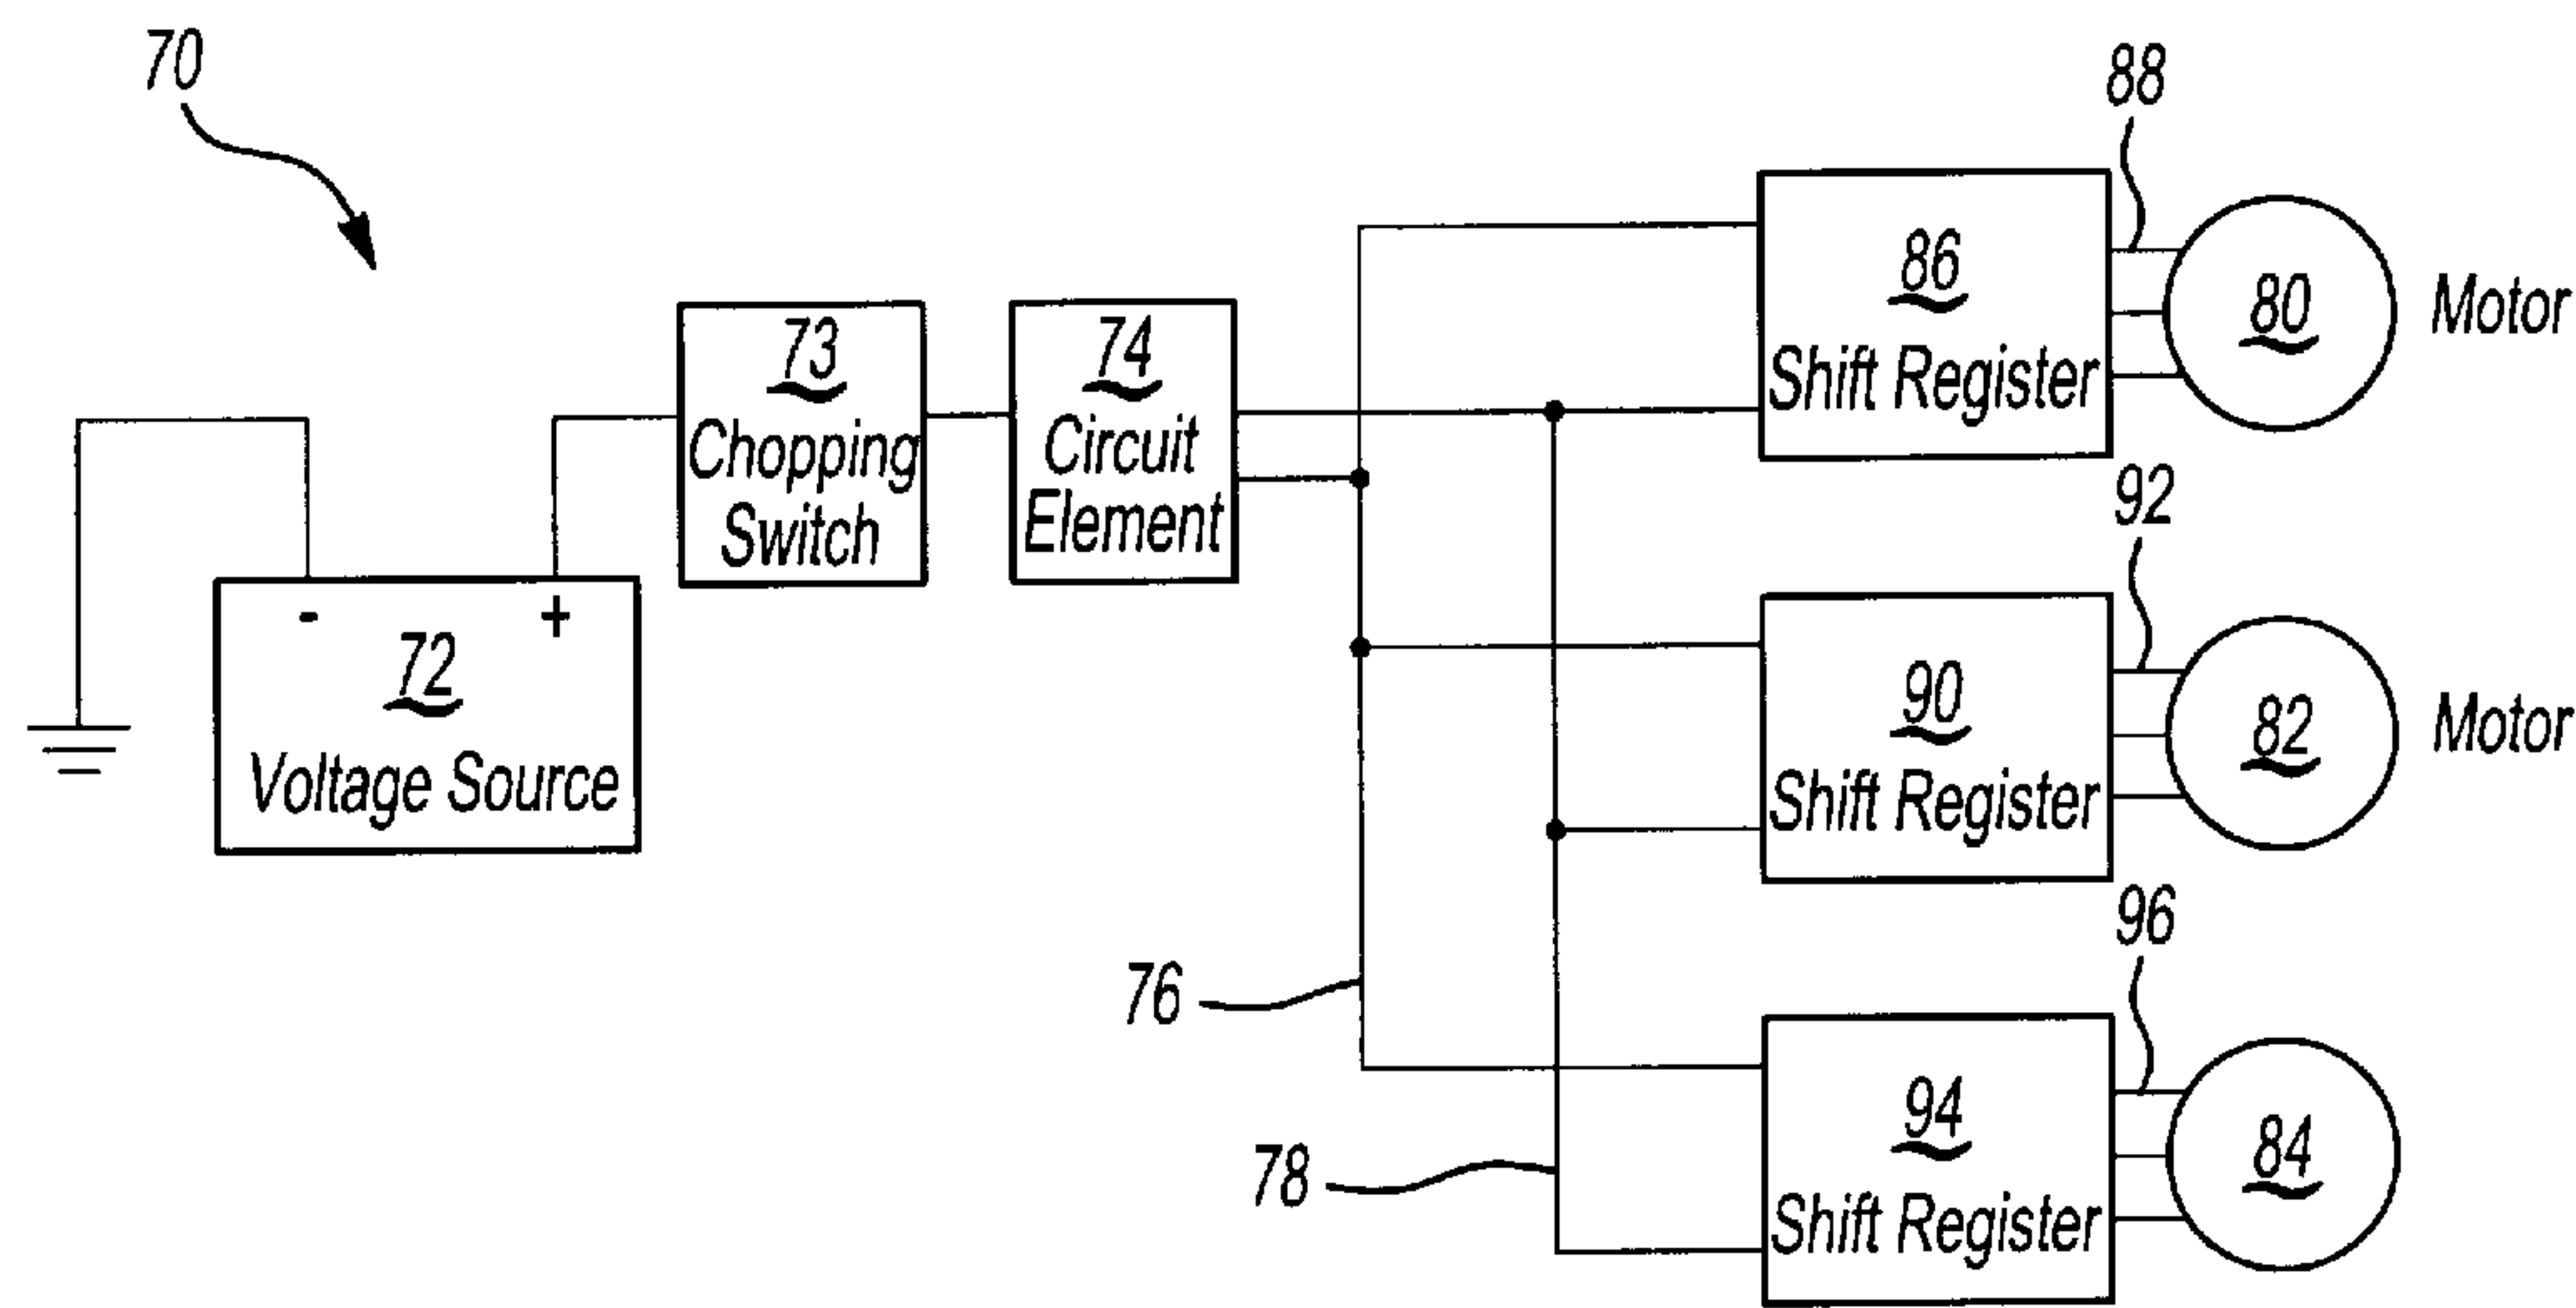 70
88
86
Shift Register
80
Motor
73
Chopping
Switch
74
Circuit
Element
92
- +
72
Voltage Source
90
Shift Register
82
Motor
96
76
94
Shift Register
84
78